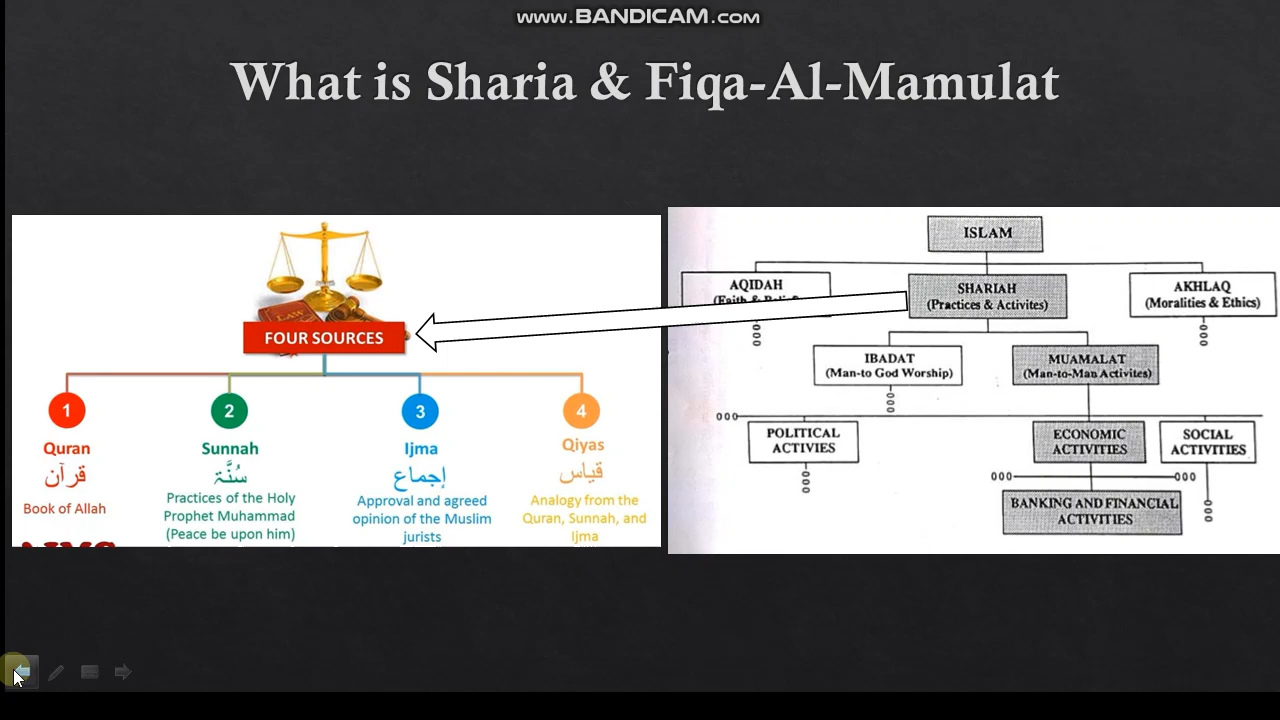 www.BANDICAM.com
What is Sharia & Fiqa-Al-Mamulat
FOUR SOURCES
1
Quran
قرآن
Book of Allah
2
Sunnah
سُنَّة
Practices of the Holy
Prophet Muhammad
(Peace be upon him)
3
Ijma
إجماع
Approval and agreed
opinion of the Muslim
jurists
4
Qiyas
قياس
Analogy from the
Quran, Sunnah, and
Ijma
ISLAM
AQIDAH
SHARIAH
(Practices & Activites)
AKHLAQ
(Moralities & Ethics)
IBADAT
(Man-to God Worship)
MUAMALAT
(Man-to-Man Activites)
POLITICAL
ACTIVIES
ECONOMIC
ACTIVITIES
SOCIAL
ACTIVITIES
BANKING AND FINANCIAL
ACTIVITIES